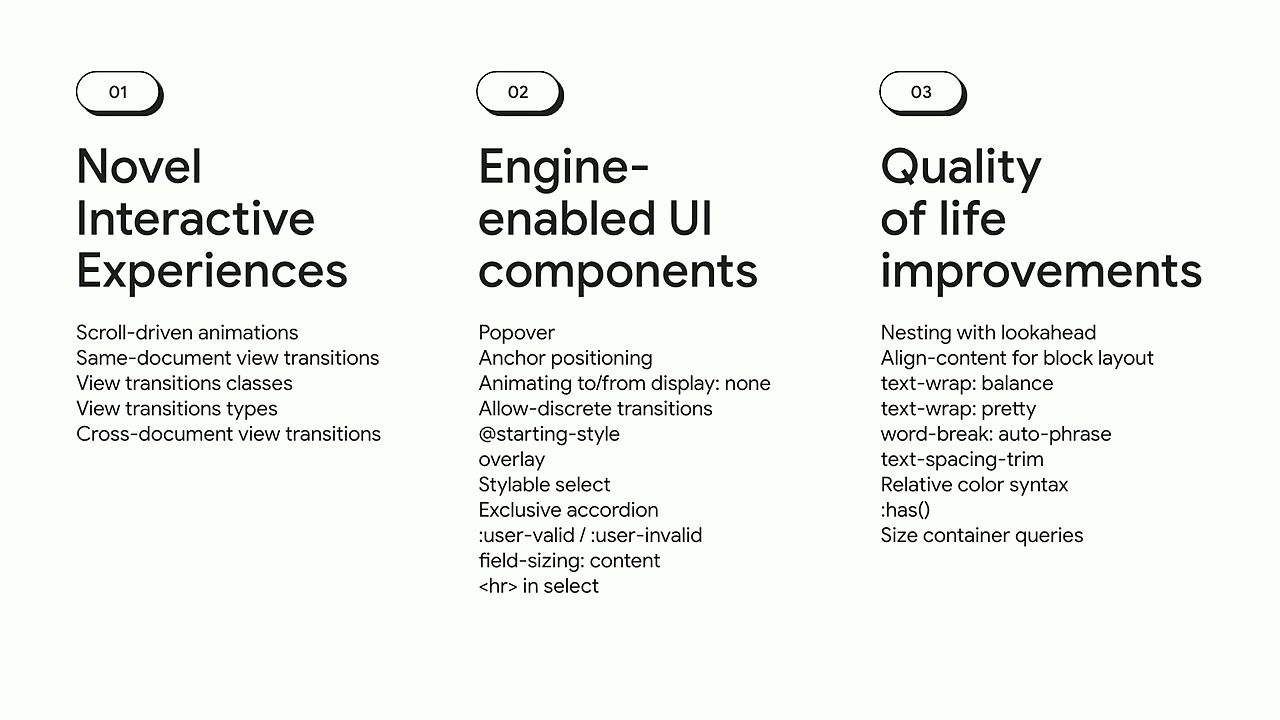 01
Novel
Interactive
Experiences
Scroll-driven animations
Same-document view transitions
View transitions classes
View transitions types
Cross-document view transitions
02
Engine-
enabled UI
components
Popover
Anchor positioning
Animating to/from display: none
Allow-discrete transitions
@starting-style
overlay
Stylable select
Exclusive accordion
:user-valid / :user-invalid
field-sizing: content
<hr> in select
03
Quality
of life
improvements
Nesting with lookahead
Align-content for block layout
text-wrap: balance
text-wrap: pretty
word-break: auto-phrase
text-spacing-trim
Relative color syntax
:has()
Size container queries